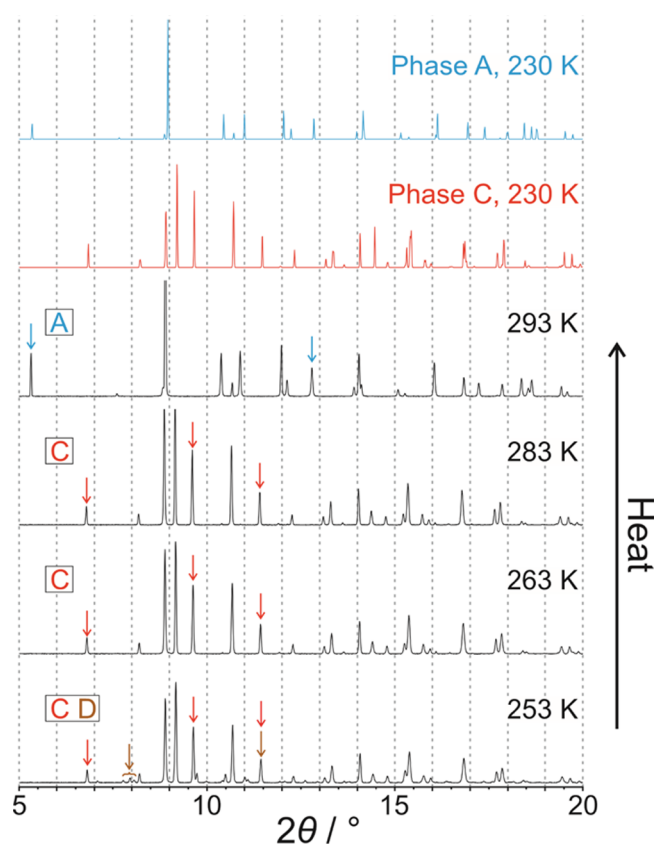 Phase A, 230 K
Phase C, 230 K
A
293 K
C
283 K
C
263 K
C D
253 K
Heat
5 10 15 20
2θ / °